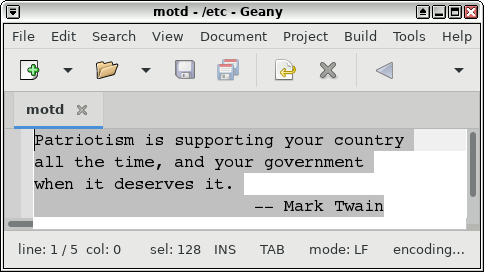 motd - /etc - Geany
File Edit Search View Document Project Build Tools Help
motd
Patriotism is supporting your country
all the time, and your government
when it deserves it.
-- Mark Twain
line: 1 / 5 col: 0 sel: 128 INS TAB mode: LF encoding...